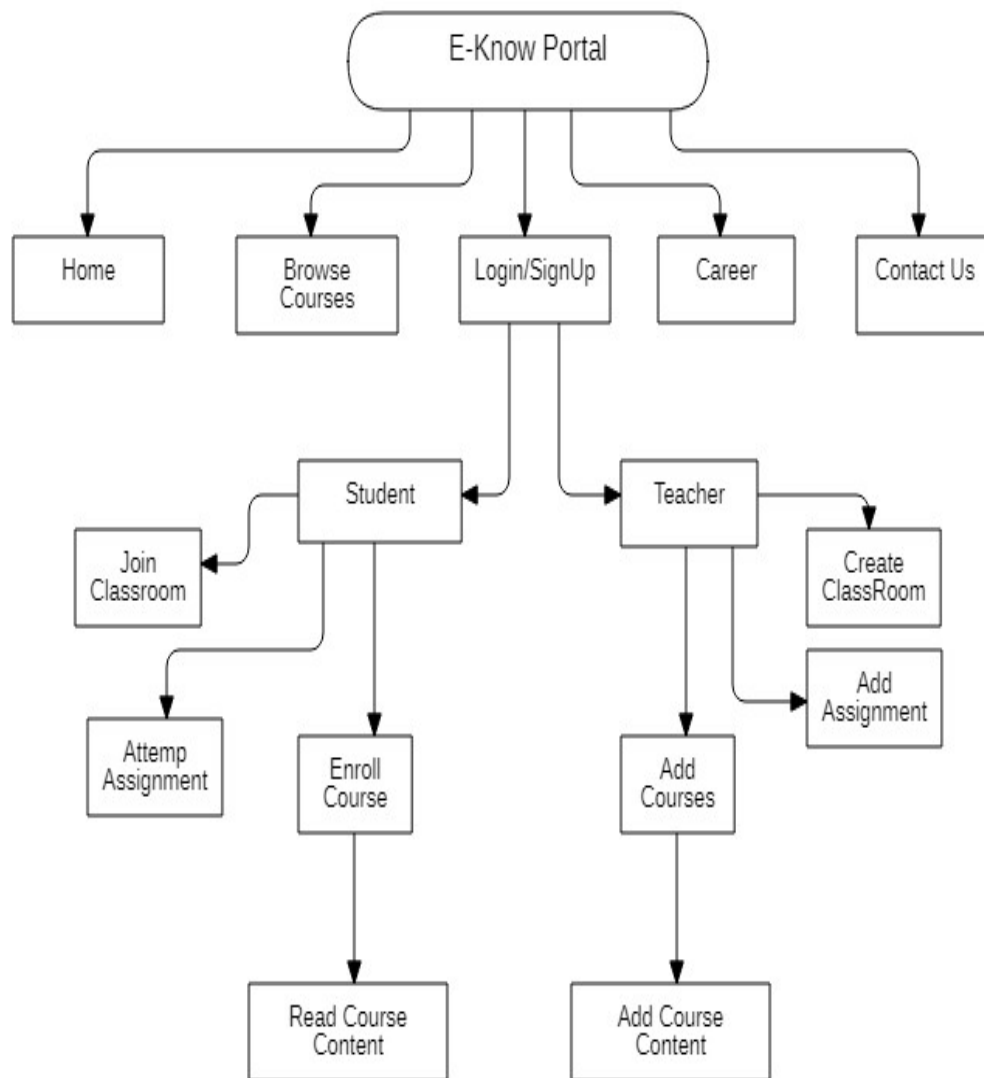 E-Know Portal
Home
Browse
Courses
Login/SignUp
Career
Contact Us
Student
Teacher
Join
Classroom
Create
ClassRoom
Add
Assignment
Attemp
Assignment
Enroll
Course
Add
Courses
Read Course
Content
Add Course
Content